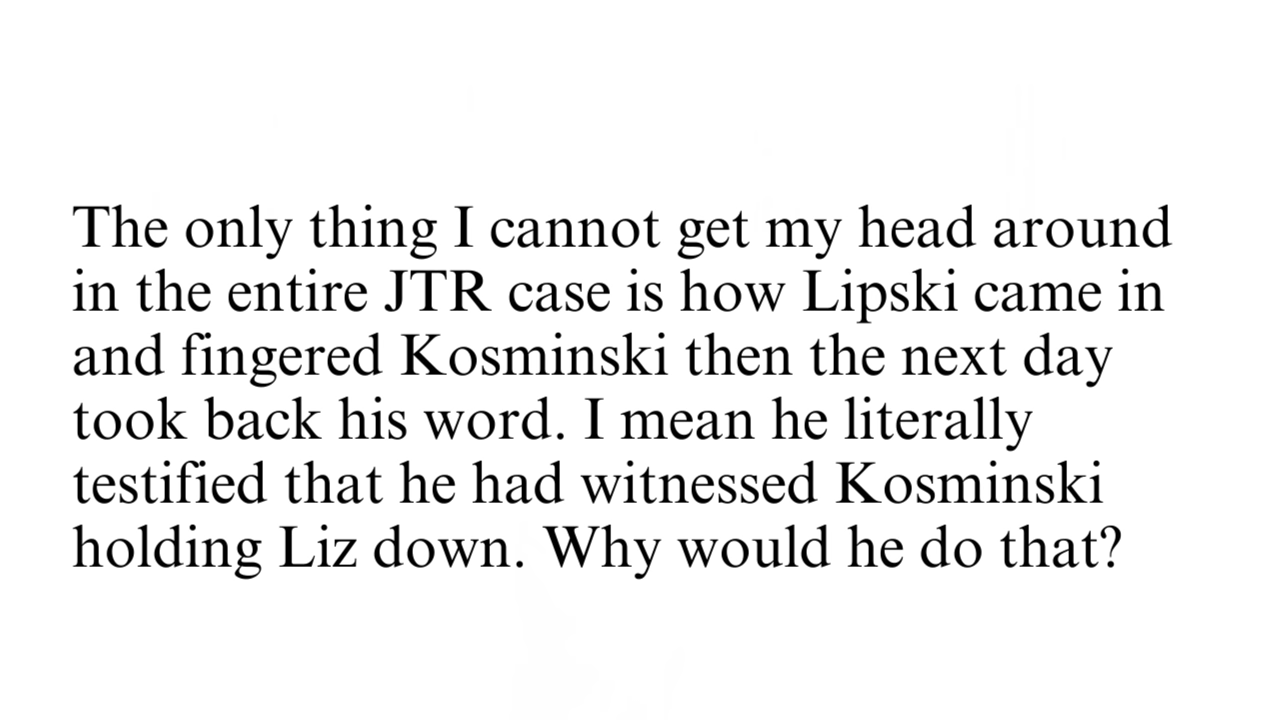 The only thing I cannot get my head around
in the entire JTR case is how Lipski came in
and fingered Kosminski then the next day
took back his word. I mean he literally
testified that he had witnessed Kosminski
holding Liz down. Why would he do that?